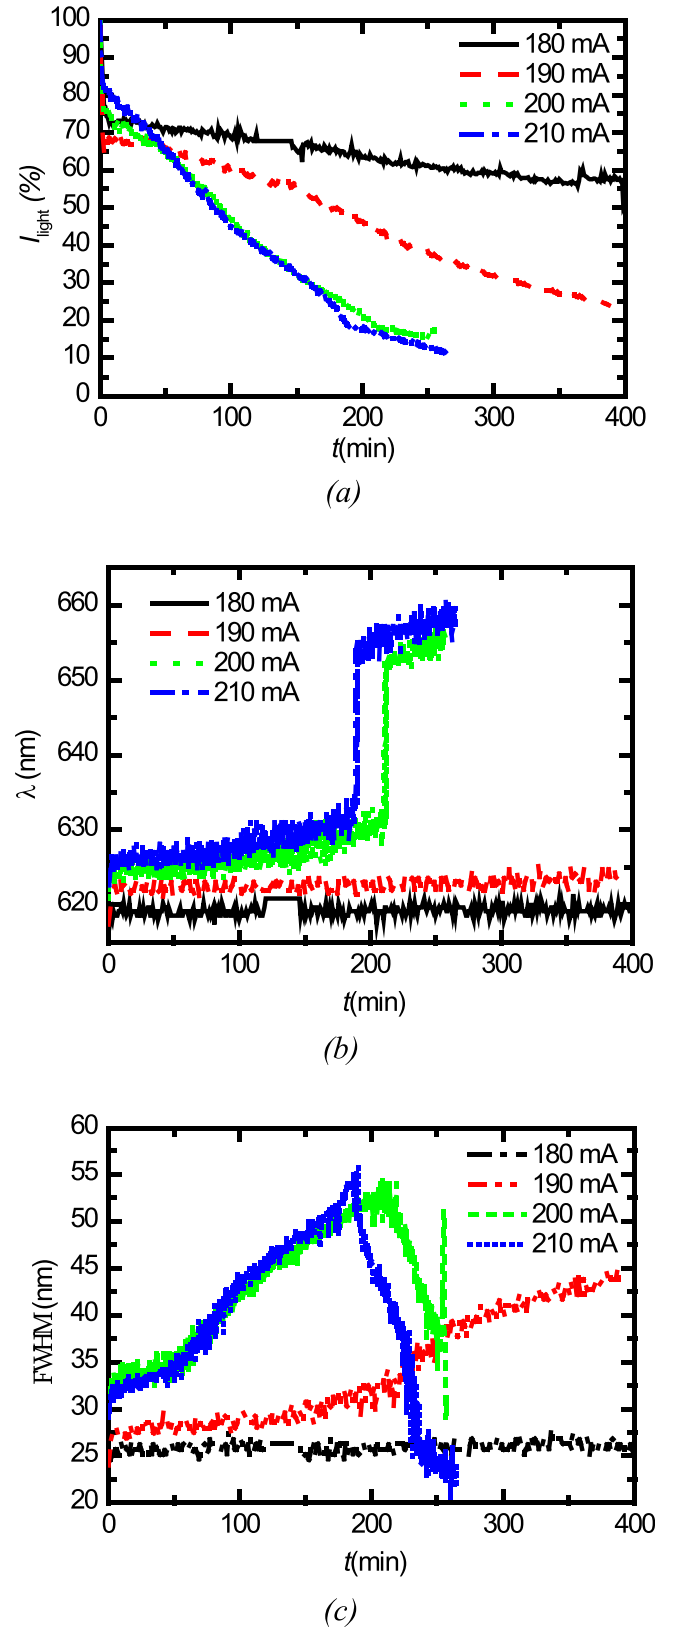 100
90
80
70
60
50
40
30
20
10
0
I light (%)
180 mA
190 mA
200 mA
210 mA
0 100 200 300 400
t(min)
(a)
660
650
640
630
620
λ (nm)
180 mA
190 mA
200 mA
210 mA
0 100 200 300 400
t(min)
(b)
60
55
50
45
40
35
30
25
20
FWHM (nm)
180 mA
190 mA
200 mA
210 mA
0 100 200 300 400
t(min)
(c)